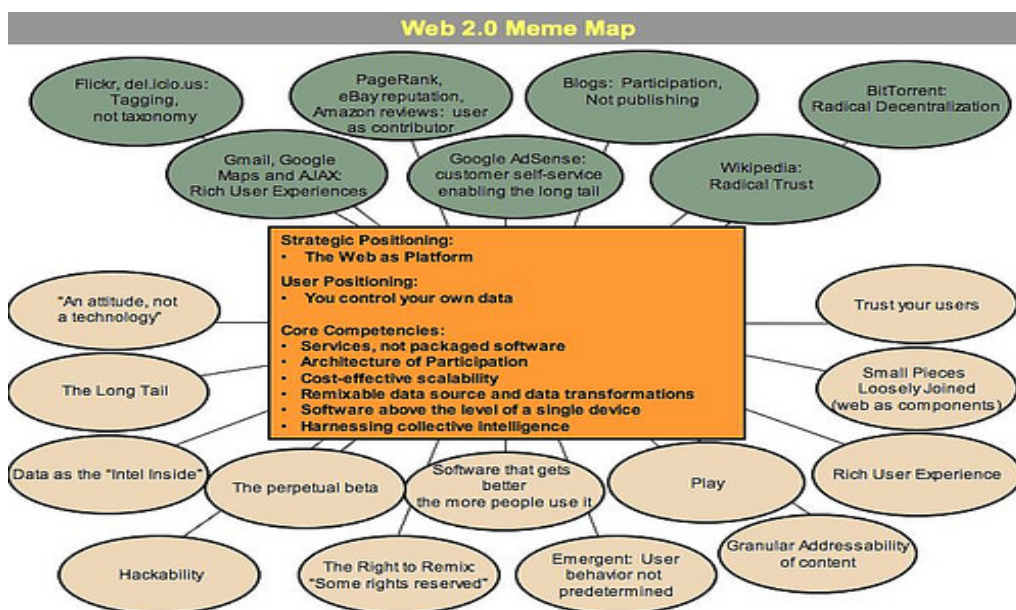 Web 2.0 Meme Map
Flickr, del.icio.us:
Tagging,
not taxonomy
PageRank,
eBay reputation,
Amazon reviews: user
as contributor
Blogs: Participation,
Not publishing
BitTorrent:
Radical Decentralization
Gmail, Google
Maps and AJAX:
Rich User Experiences
Google AdSense:
customer self-service
enabling the long tail
Wikipedia:
Radical Trust
Strategic Positioning:
• The Web as Platform
User Positioning:
• You control your own data
Core Competencies:
• Services, not packaged software
• Architecture of Participation
• Cost-effective scalability
• Remixable data source and data transformations
• Software above the level of a single device
• Harnessing collective intelligence
"An attitude, not
a technology"
Trust your users
The Long Tail
Small Pieces
Loosely Joined
(web as components)
Data as the "Intel Inside"
The perpetual beta
Software that gets
better
the more people use it
Play
Rich User Experience
Hackability
The Right to Remix:
"Some rights reserved"
Emergent: User
behavior not
predetermined
Granular Addressability
of content